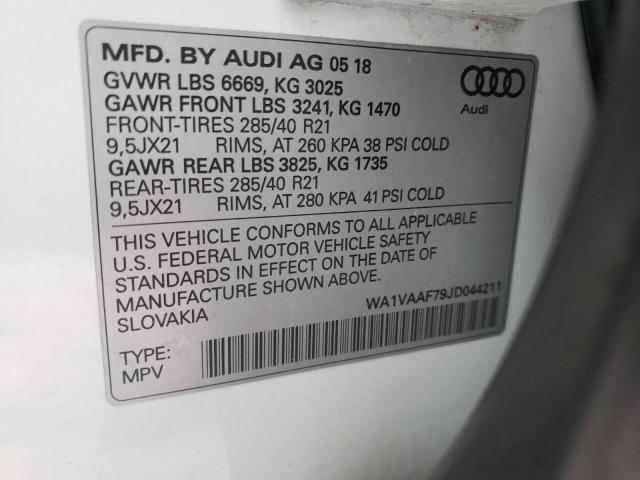 MFD. BY AUDI AG 05 18
GVWR LBS 6669, KG 3025
GAWR FRONT LBS 3241, KG 1470
FRONT-TIRES 285/40 R21
9,5JX21 RIMS, AT 260 KPA 38 PSI COLD
GAWR REAR LBS 3825, KG 1735
REAR-TIRES 285/40 R21
9,5JX21 RIMS, AT 280 KPA 41 PSI COLD
Audi
THIS VEHICLE CONFORMS TO ALL APPLICABLE
U.S. FEDERAL MOTOR VEHICLE SAFETY
STANDARDS IN EFFECT ON THE DATE OF
MANUFACTURE SHOWN ABOVE.
SLOVAKIA
WA1VAAF79JD044211
TYPE:
MPV